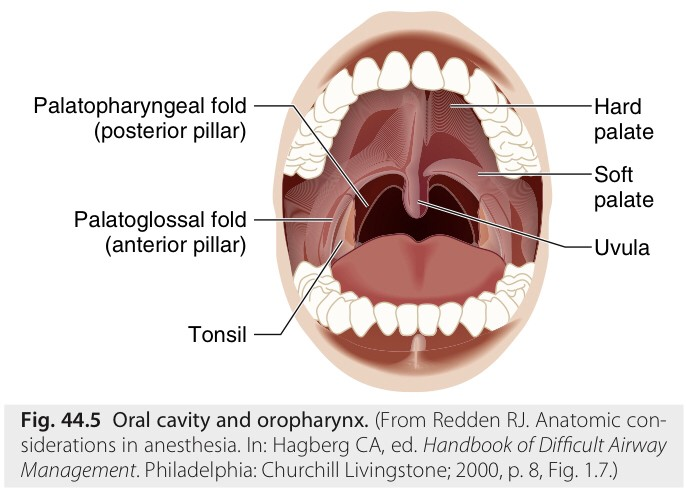 Palatopharyngeal fold
(posterior pillar)
Palatoglossal fold
(anterior pillar)
Tonsil
Hard
palate
Soft
palate
Uvula
Fig. 44.5 Oral cavity and oropharynx. (From Redden RJ. Anatomic con-
siderations in anesthesia. In: Hagberg CA, ed. Handbook of Difficult Airway
Management. Philadelphia: Churchill Livingstone; 2000, p. 8, Fig. 1.7.)